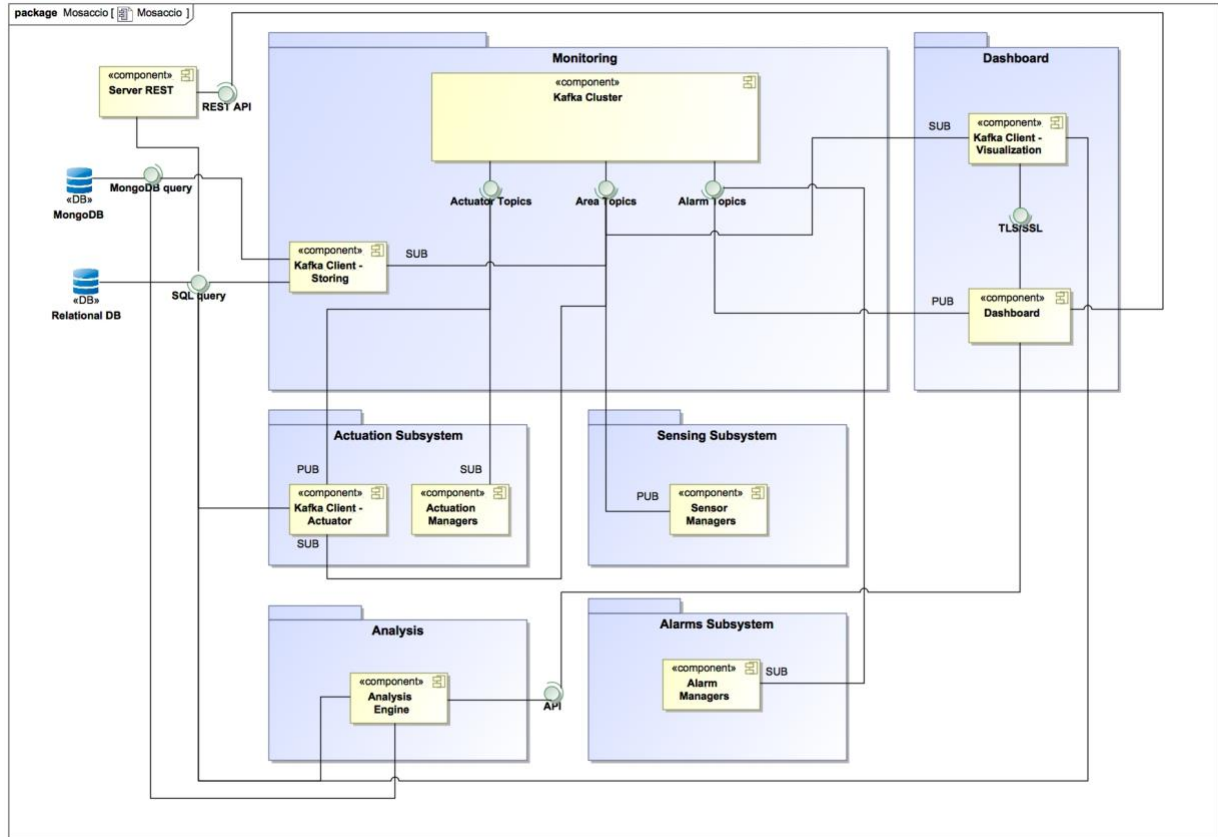 package Mosaccio [ Mosaccio ]
Monitoring
Dashboard
«component»
Server REST
REST API
«component»
Kafka Cluster
«component»
Kafka Client -
Visualization
SUB
MongoDB query
«DB»
MongoDB
Actuator Topics
Area Topics
Alarm Topics
TLS/SSL
«component»
Kafka Client -
Storing
SUB
SQL query
«DB»
Relational DB
PUB
«component»
Dashboard
Actuation Subsystem
Sensing Subsystem
PUB
SUB
«component»
Kafka Client -
Actuator
SUB
«component»
Actuation
Managers
PUB
«component»
Sensor
Managers
Analysis
Alarms Subsystem
«component»
Analysis
Engine
API
«component»
Alarm
Managers
SUB